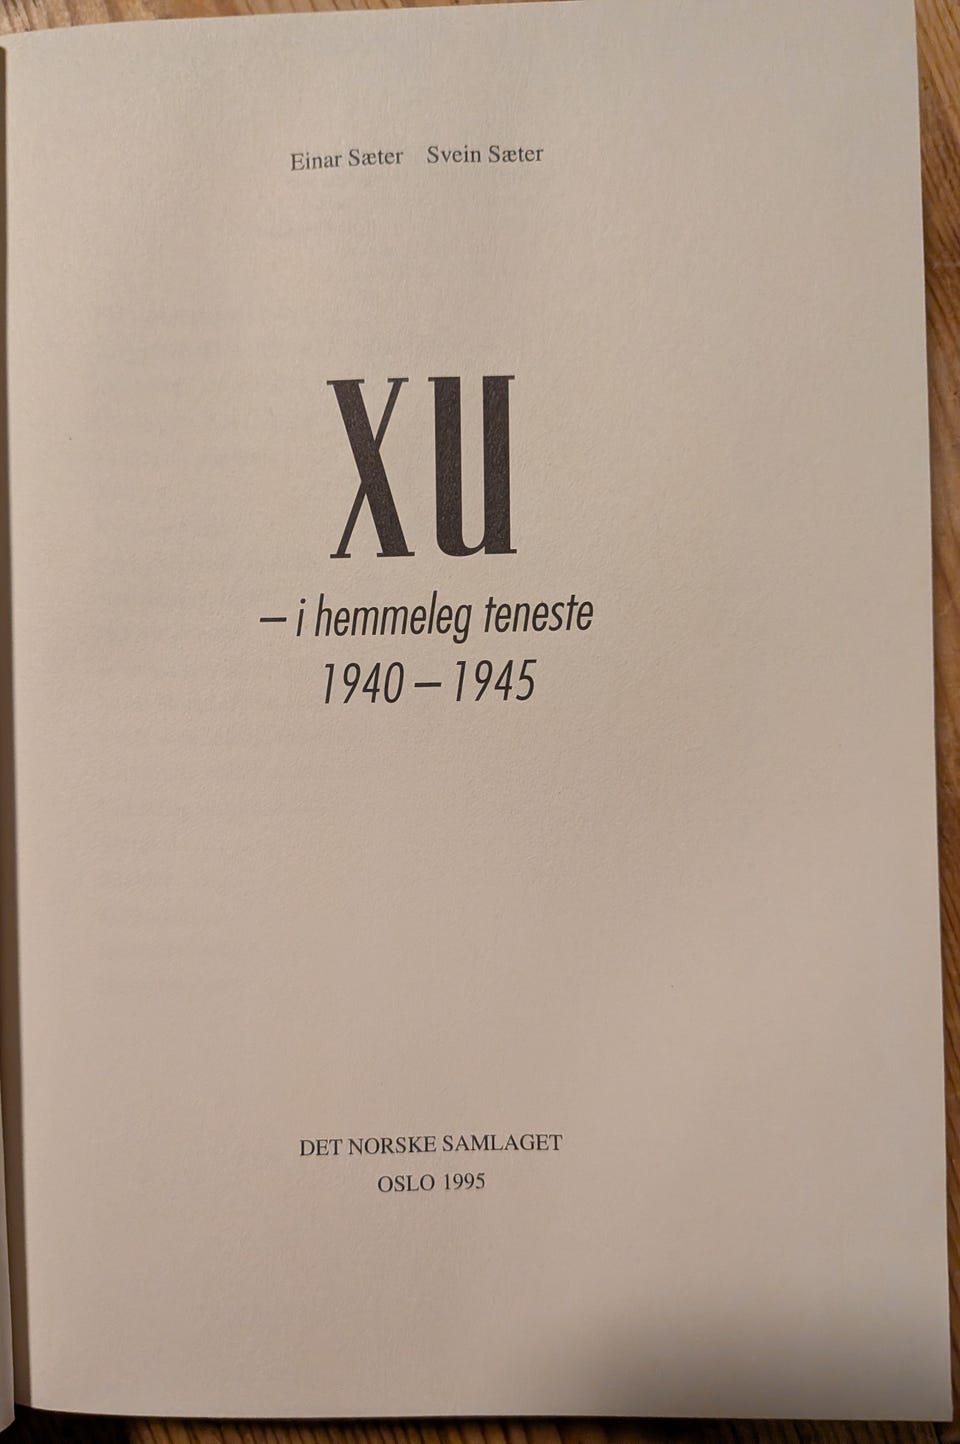 Einar Sæter Svein Sæter
XU
– i hemmeleg teneste
1940 – 1945
DET NORSKE SAMLAGET
OSLO 1995